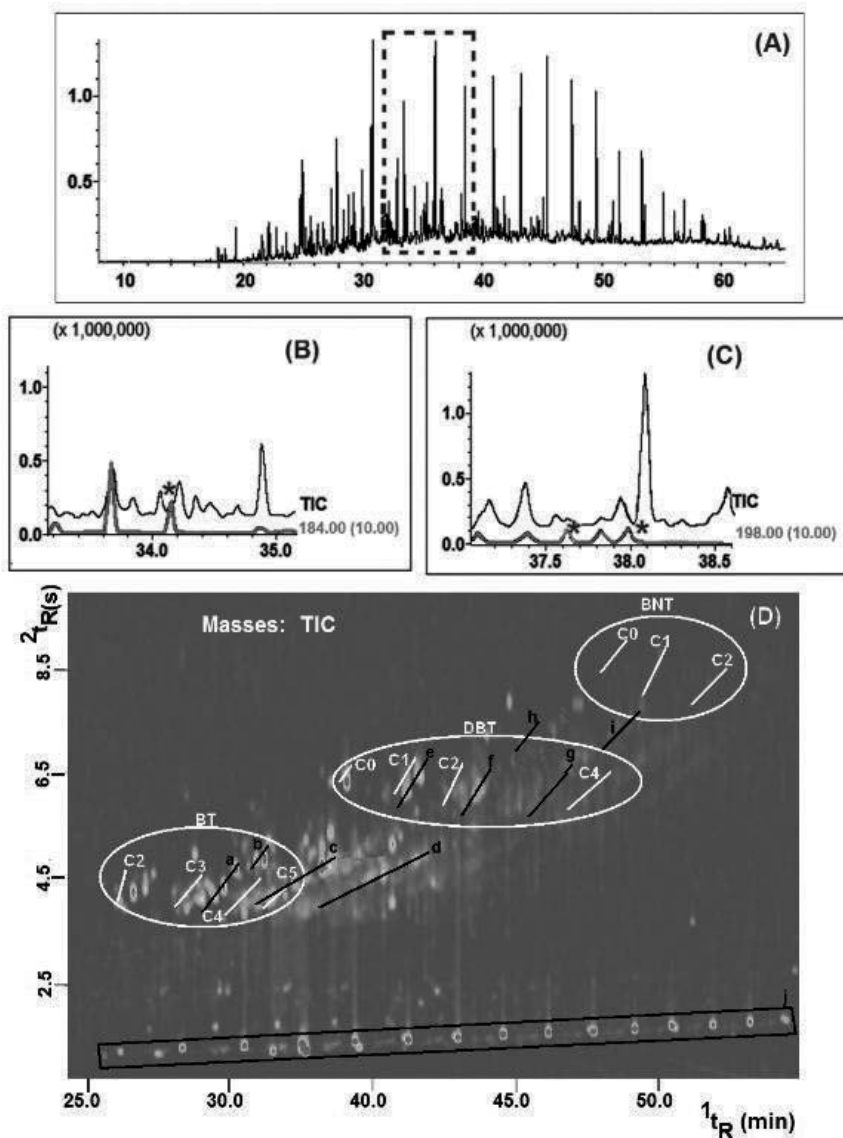 (A)
1.0
0.5
10 20 30 40 50 60
(x 1,000,000)
(B)
1.0
0.5
0.0
*
TIC
184.00 (10.00)
34.0 35.0
(x 1,000,000)
(C)
1.0
0.5
0.0
* *
TIC
198.00 (10.00)
37.5 38.0 38.5
2tR(s)
Masses: TIC
(D)
BNT
C0 C1 C2
8.5
h
i
DBT
C0 C1 e C2 f g C4
6.5
BT
C2 C3 a b c d
C4 C5
4.5
2.5
j
25.0 30.0 40.0 45.0 50.0
1tR (min)